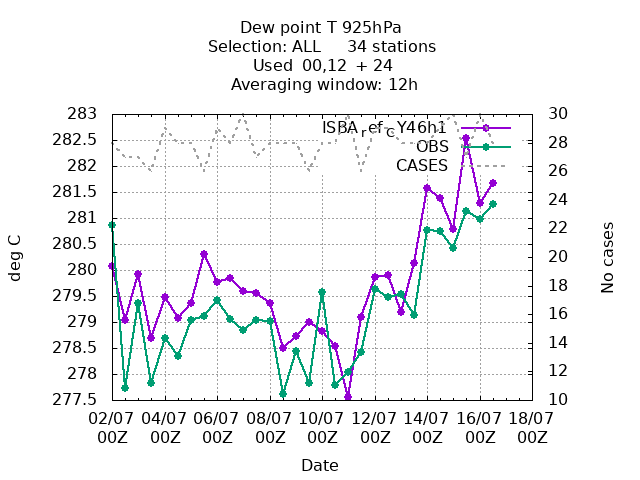 Dew point T 925hPa
Selection: ALL     34 stations
Used  00,12  + 24
Averaging window: 12h
283
282.5
282
281.5
281
280.5
280
279.5
279
278.5
278
277.5
30
28
26
24
22
20
18
16
14
12
10
ISBA_ref_CY46h1
OBS
CASES
deg C
No cases
02/07 04/07 06/07 08/07 10/07 12/07 14/07 16/07 18/07
00Z 00Z 00Z 00Z 00Z 00Z 00Z 00Z 00Z
Date